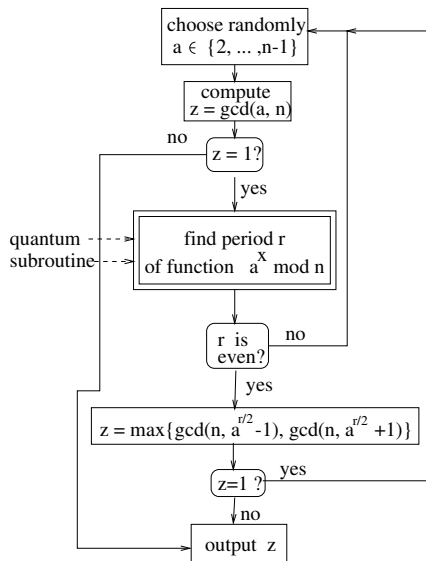 choose randomly
a ∈ {2, ... ,n-1}
compute
z = gcd(a, n)
no
z = 1?
yes
quantum
subroutine
find period r
of function a^x mod n
r is
even?
no
yes
z = max{gcd(n, a^{r/2} -1), gcd(n, a^{r/2} +1)}
z=1 ?
yes
no
output z